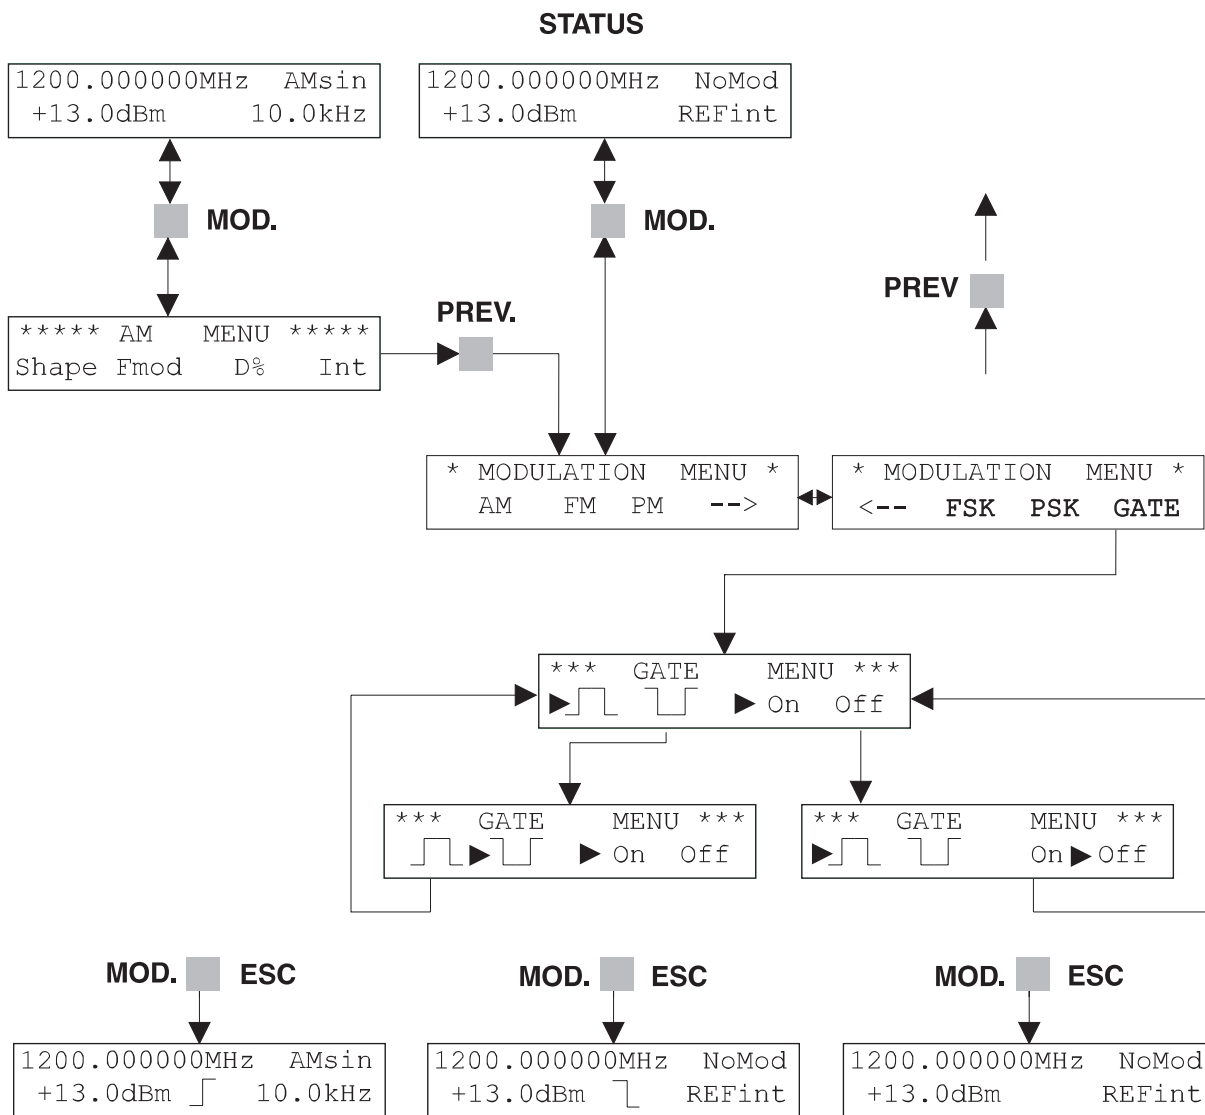 STATUS
1200.000000MHz AMsin
+13.0dBm 10.0kHz
1200.000000MHz NoMod
+13.0dBm REFint
MOD.
MOD.
PREV
PREV.
***** AM MENU *****
Shape Fmod D% Int
* MODULATION MENU *
AM FM PM -->
* MODULATION MENU *
<-- FSK PSK GATE
*** GATE MENU ***
On Off
*** GATE MENU ***
On Off
*** GATE MENU ***
On Off
MOD. ESC
MOD. ESC
MOD. ESC
1200.000000MHz AMsin
+13.0dBm 10.0kHz
1200.000000MHz NoMod
+13.0dBm REFint
1200.000000MHz NoMod
+13.0dBm REFint